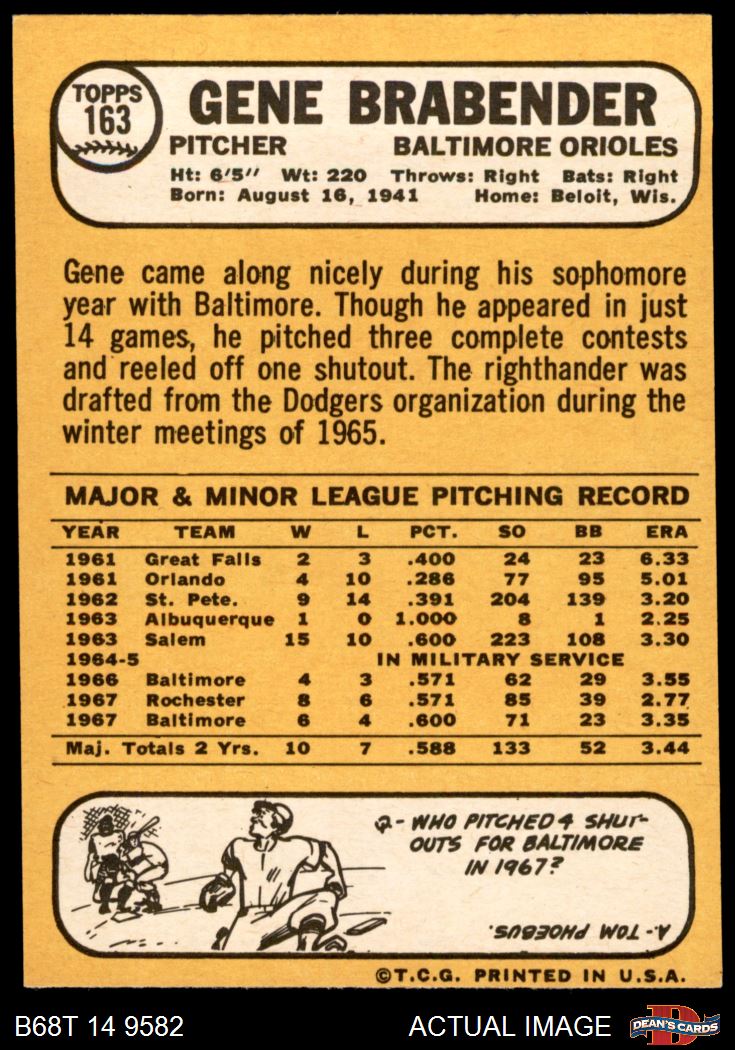 TOPPS
163
GENE BRABENDER
PITCHER BALTIMORE ORIOLES
Ht: 6'5" Wt: 220 Throws: Right Bats: Right
Born: August 16, 1941 Home: Beloit, Wis.
Gene came along nicely during his sophomore
year with Baltimore. Though he appeared in just
14 games, he pitched three complete contests
and reeled off one shutout. The righthander was
drafted from the Dodgers organization during the
winter meetings of 1965.
MAJOR & MINOR LEAGUE PITCHING RECORD
YEAR TEAM W L PCT. SO BB ERA
1961 Great Falls 2 3 .400 24 23 6.33
1961 Orlando 4 10 .286 77 95 5.01
1962 St. Pete. 9 14 .391 204 139 3.20
1963 Albuquerque 1 0 1.000 8 1 2.25
1963 Salem 15 10 .600 223 108 3.30
1964-5 IN MILITARY SERVICE
1966 Baltimore 4 3 .571 62 29 3.55
1967 Rochester 8 6 .571 85 39 2.77
1967 Baltimore 6 4 .600 71 23 3.35
Maj. Totals 2 Yrs. 10 7 .588 133 52 3.44
Q- WHO PITCHED 4 SHUT-
OUTS FOR BALTIMORE
IN 1967?
A- TOM PHOEBUS.
©T.C.G. PRINTED IN U.S.A.
B68T 14 9582 ACTUAL IMAGE D DEAN'S CARDS